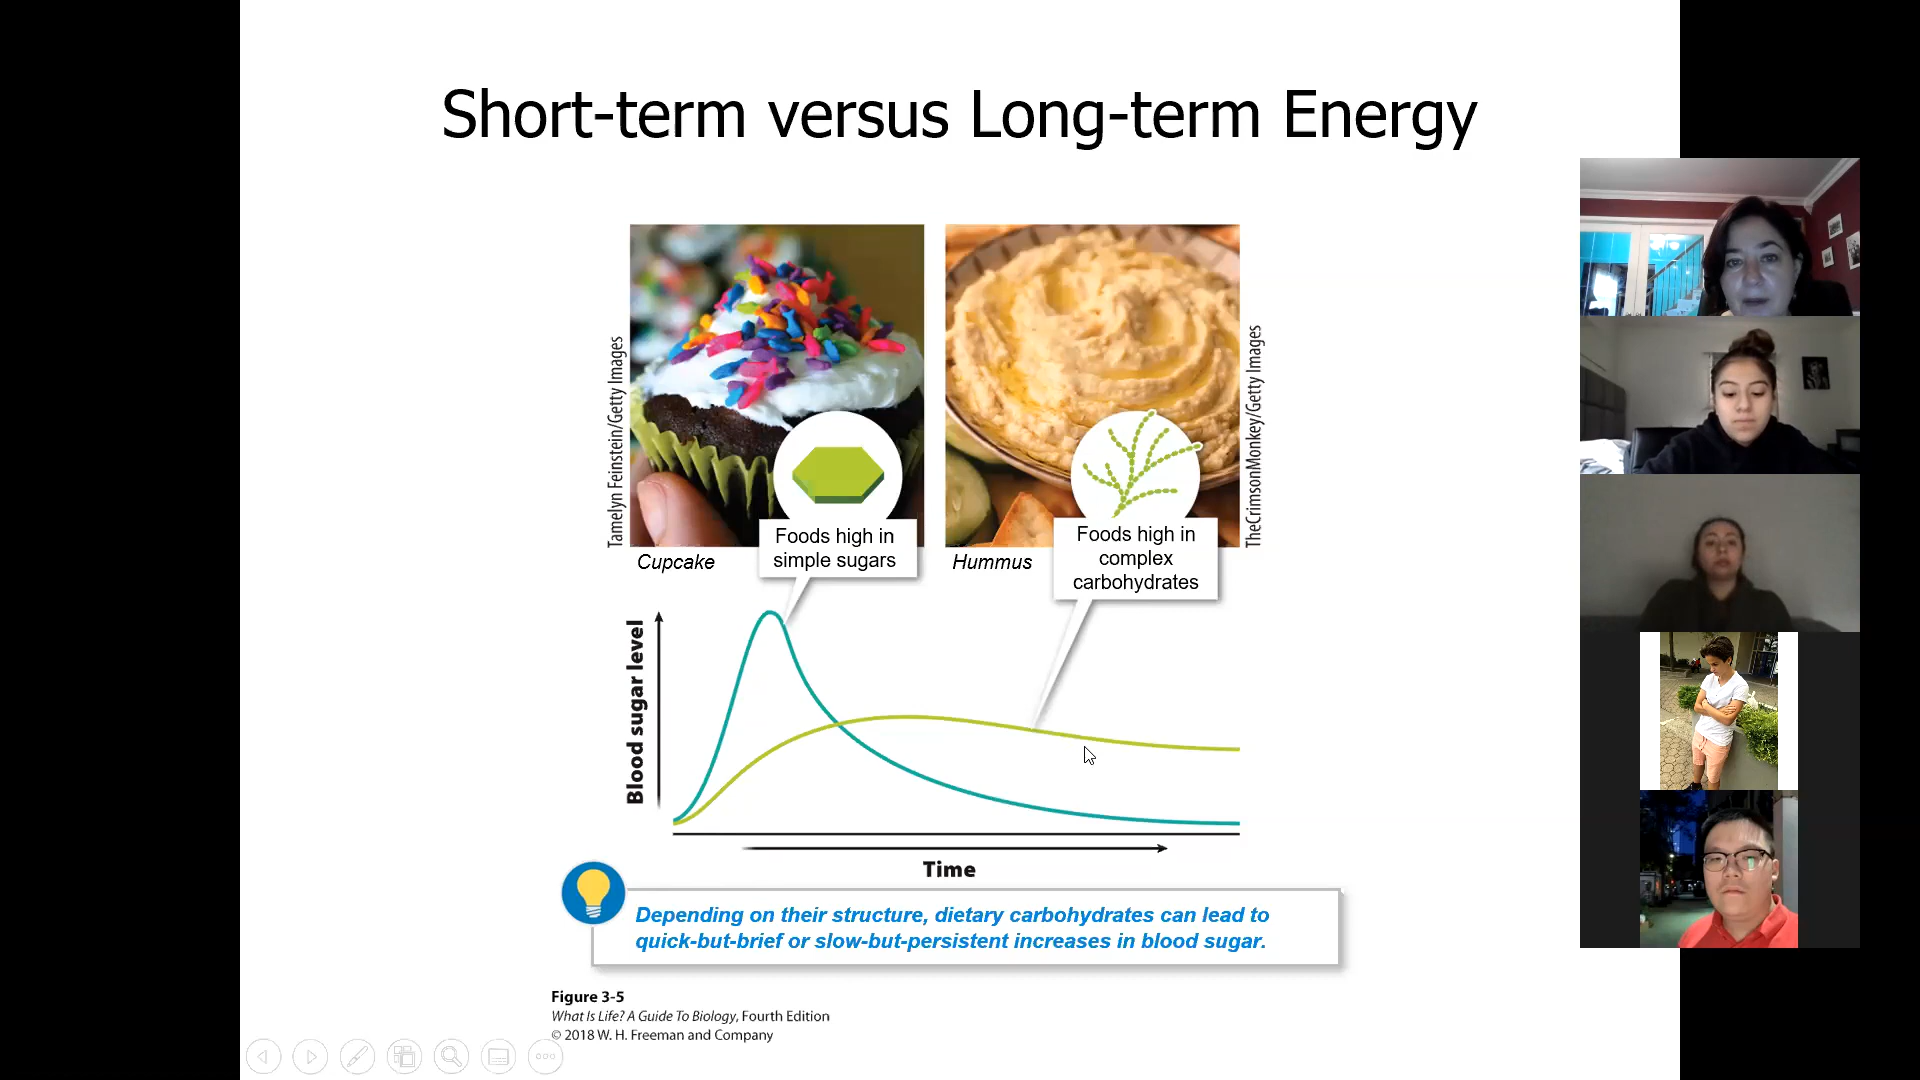 Short-term versus Long-term Energy
Tamelyn Feinstein/Getty Images
TheCrimsonMonkey/Getty Images
Foods high in
simple sugars
Foods high in
complex
carbohydrates
Cupcake
Hummus
Blood sugar level
Time
Depending on their structure, dietary carbohydrates can lead to
quick-but-brief or slow-but-persistent increases in blood sugar.
Figure 3-5
What Is Life? A Guide To Biology, Fourth Edition
© 2018 W. H. Freeman and Company